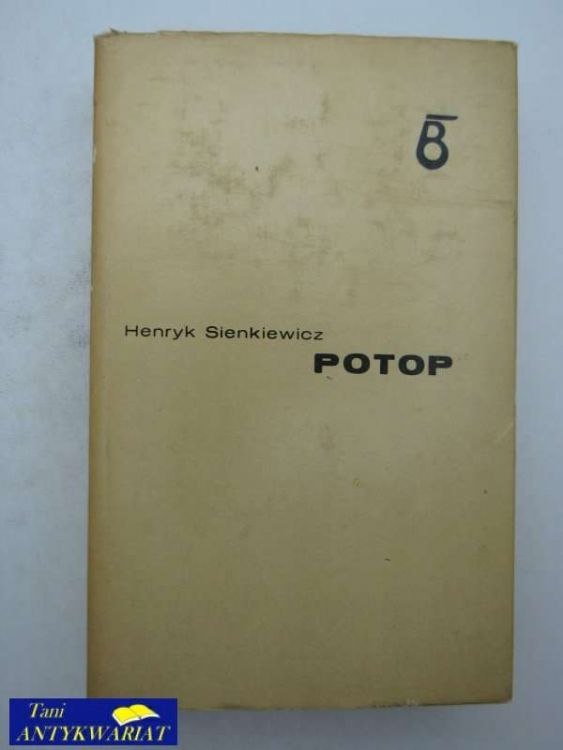 Henryk Sienkiewicz
POTOP
Tani
ANTYKWARIAT